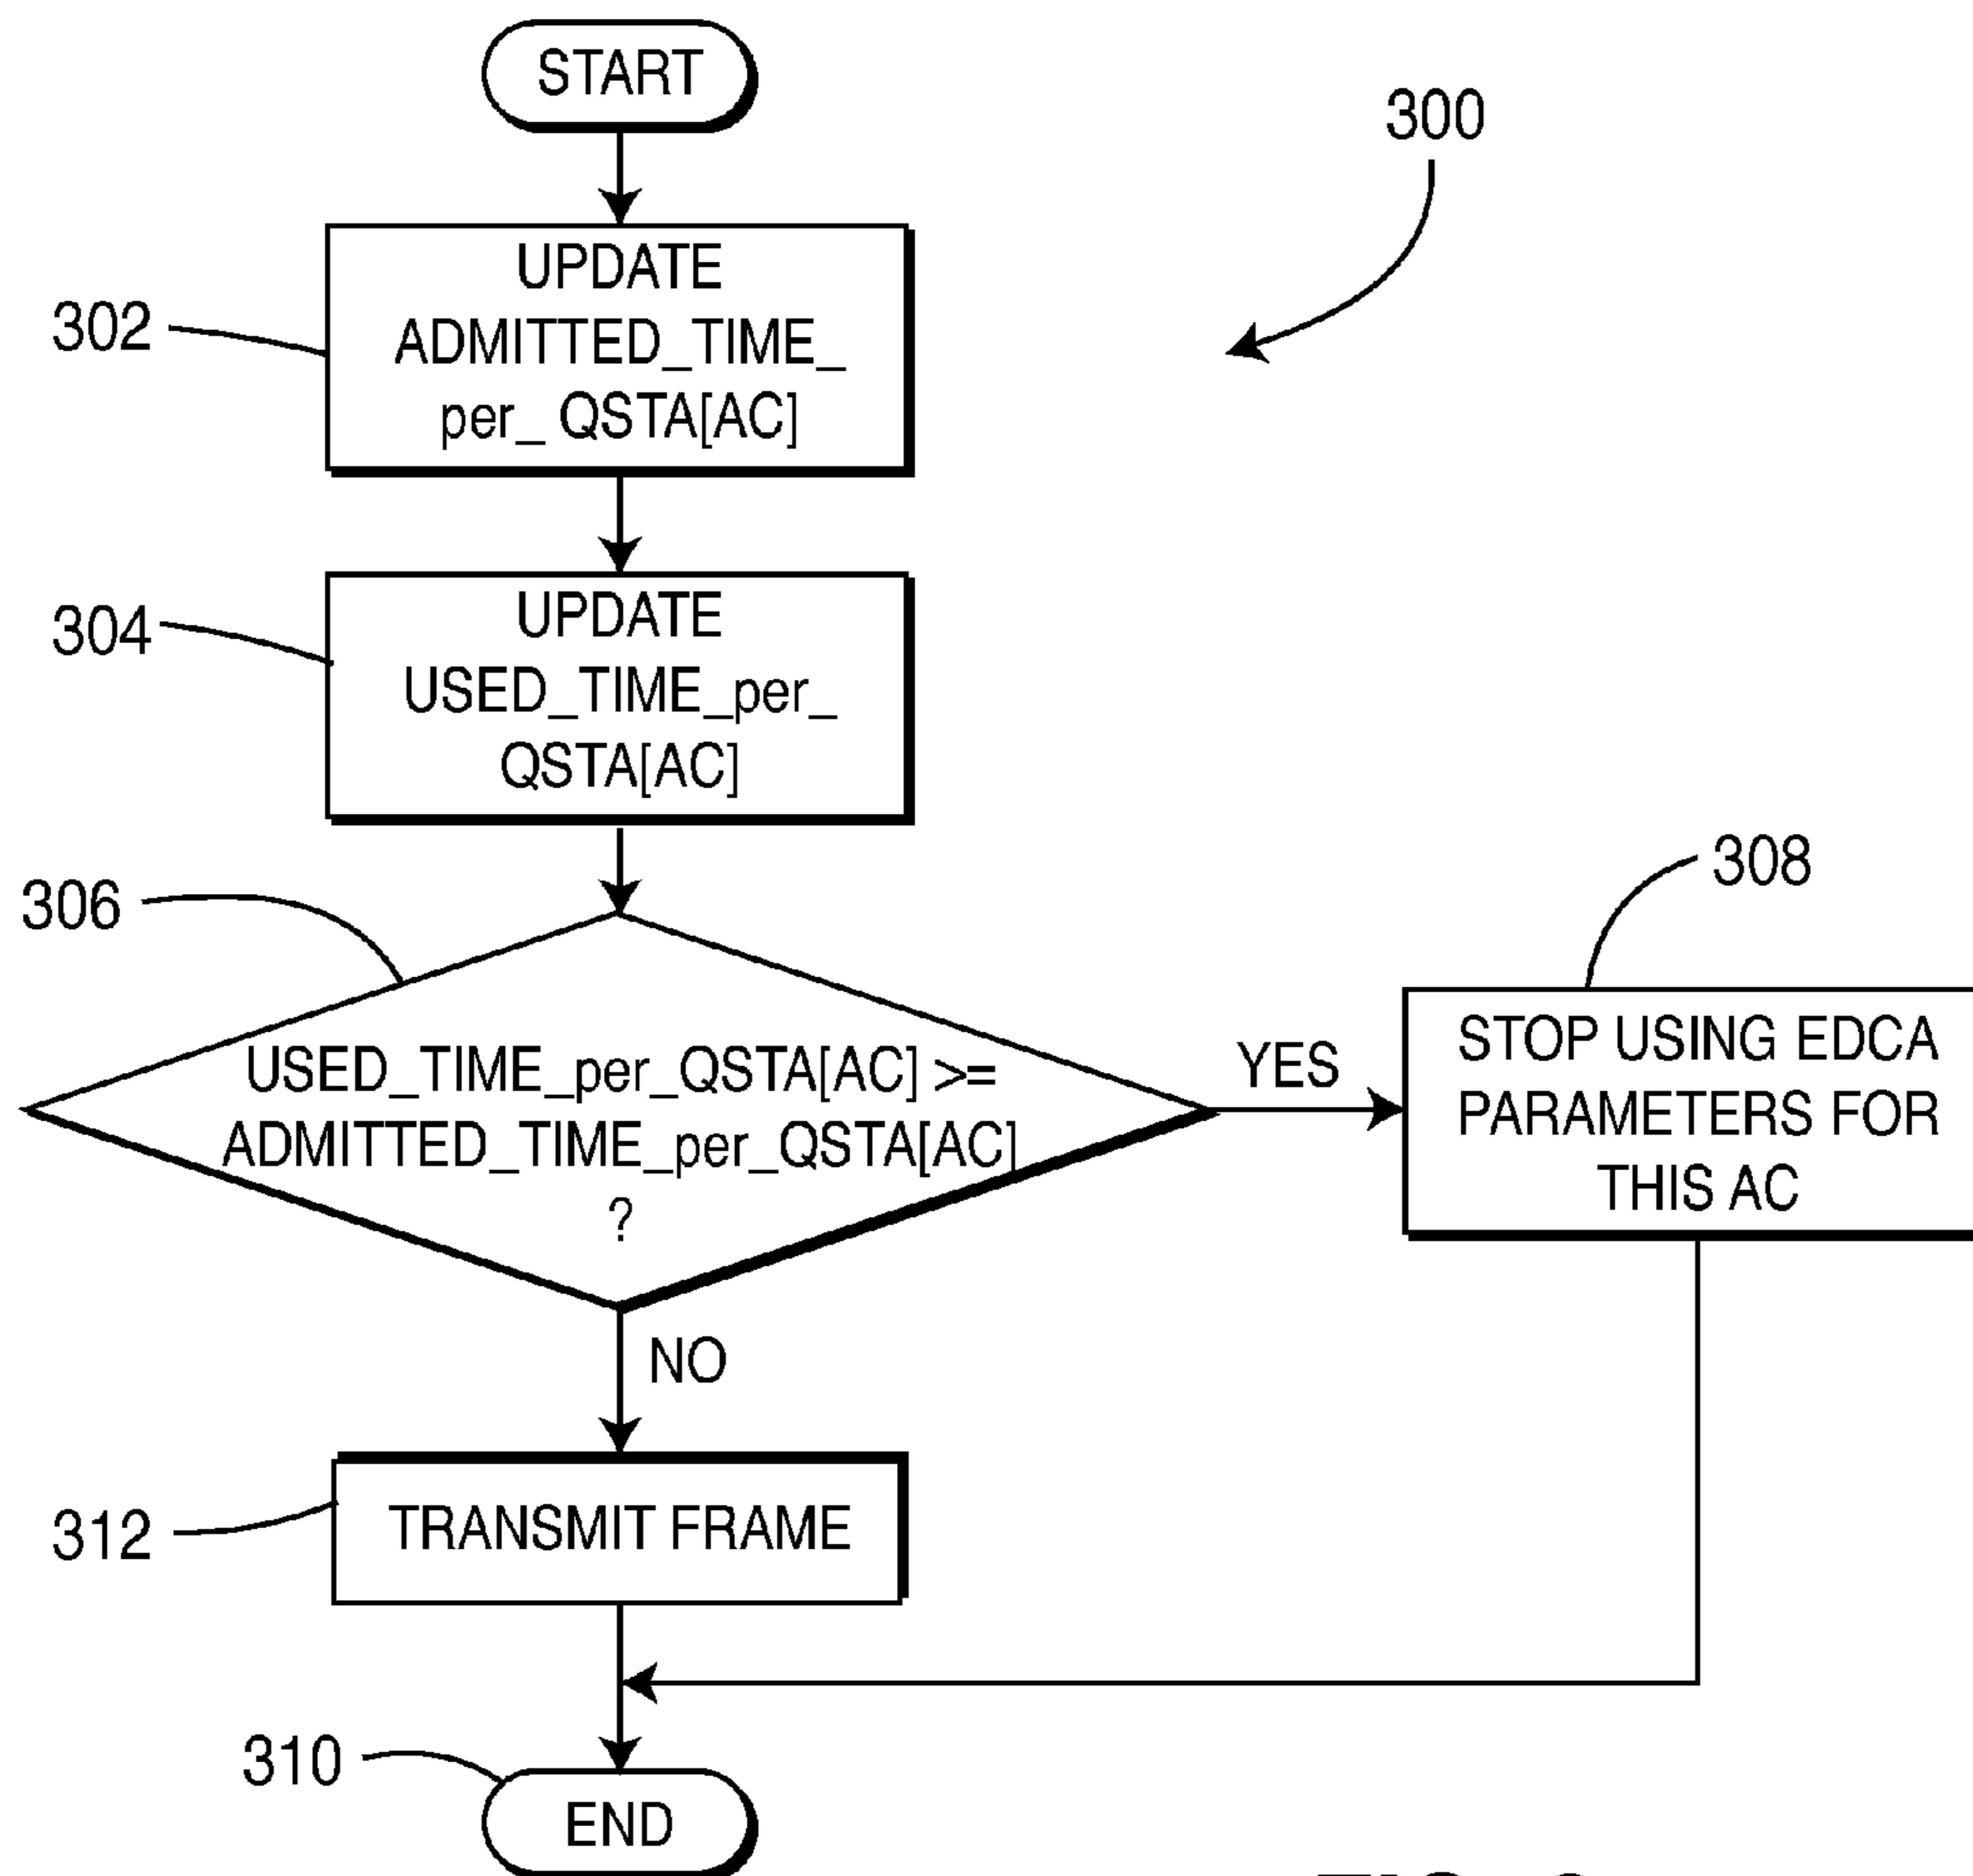 START
300
UPDATE
ADMITTED_TIME_
per_ QSTA[AC]
302
UPDATE
USED_TIME_per_
QSTA[AC]
304
306
USED_TIME_per_QSTA[AC] >=
ADMITTED_TIME_per_QSTA[AC]
?
YES
308
STOP USING EDCA
PARAMETERS FOR
THIS AC
NO
312
TRANSMIT FRAME
310
END